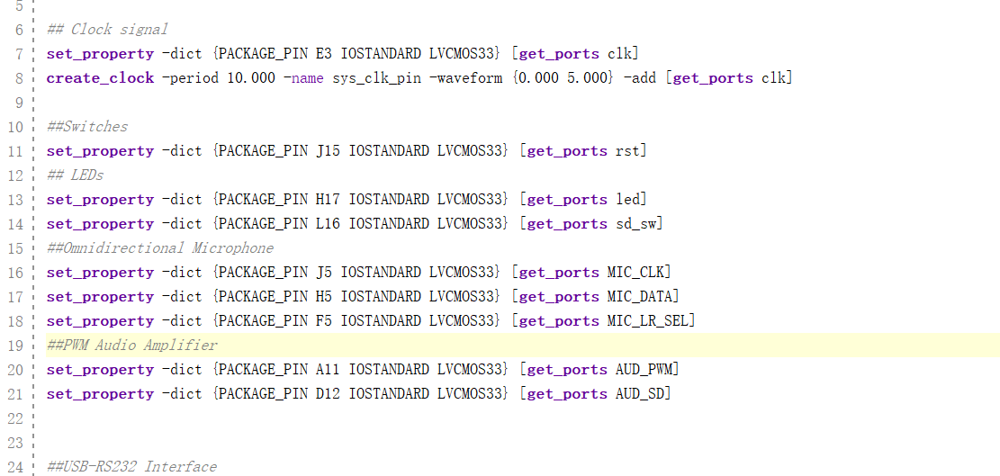 5
6 ## Clock signal
7 set_property -dict {PACKAGE_PIN E3 IOSTANDARD LVCMOS33} [get_ports clk]
8 create_clock -period 10.000 -name sys_clk_pin -waveform {0.000 5.000} -add [get_ports clk]
9
10 ##Switches
11 set_property -dict {PACKAGE_PIN J15 IOSTANDARD LVCMOS33} [get_ports rst]
12 ## LEDs
13 set_property -dict {PACKAGE_PIN H17 IOSTANDARD LVCMOS33} [get_ports led]
14 set_property -dict {PACKAGE_PIN L16 IOSTANDARD LVCMOS33} [get_ports sd_sw]
15 ##Omnidirectional Microphone
16 set_property -dict {PACKAGE_PIN J5 IOSTANDARD LVCMOS33} [get_ports MIC_CLK]
17 set_property -dict {PACKAGE_PIN H5 IOSTANDARD LVCMOS33} [get_ports MIC_DATA]
18 set_property -dict {PACKAGE_PIN F5 IOSTANDARD LVCMOS33} [get_ports MIC_LR_SEL]
19 ##PWM Audio Amplifier
20 set_property -dict {PACKAGE_PIN A11 IOSTANDARD LVCMOS33} [get_ports AUD_PWM]
21 set_property -dict {PACKAGE_PIN D12 IOSTANDARD LVCMOS33} [get_ports AUD_SD]
22
23
24 ##USB-RS232 Interface